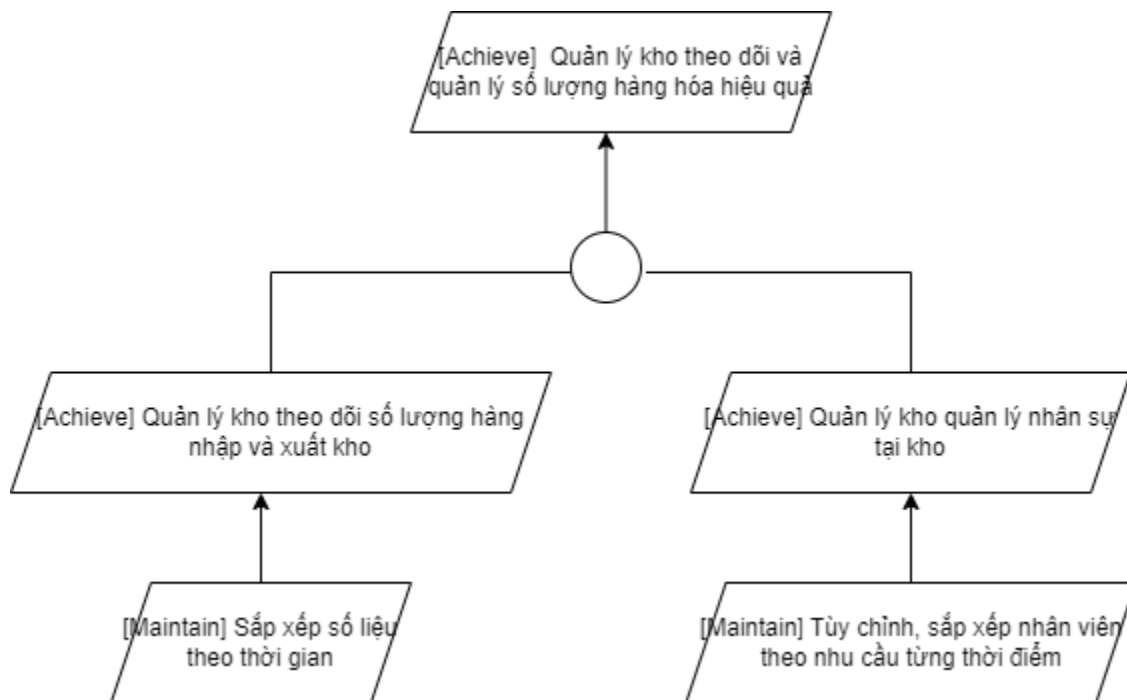 [Achieve]  Quản lý kho theo dõi và
quản lý số lượng hàng hóa hiệu quả
[Achieve] Quản lý kho theo dõi số lượng hàng
nhập và xuất kho
[Achieve] Quản lý kho quản lý nhân sự
tại kho
[Maintain] Sắp xếp số liệu
theo thời gian
[Maintain] Tùy chỉnh, sắp xếp nhân viên
theo nhu cầu từng thời điểm